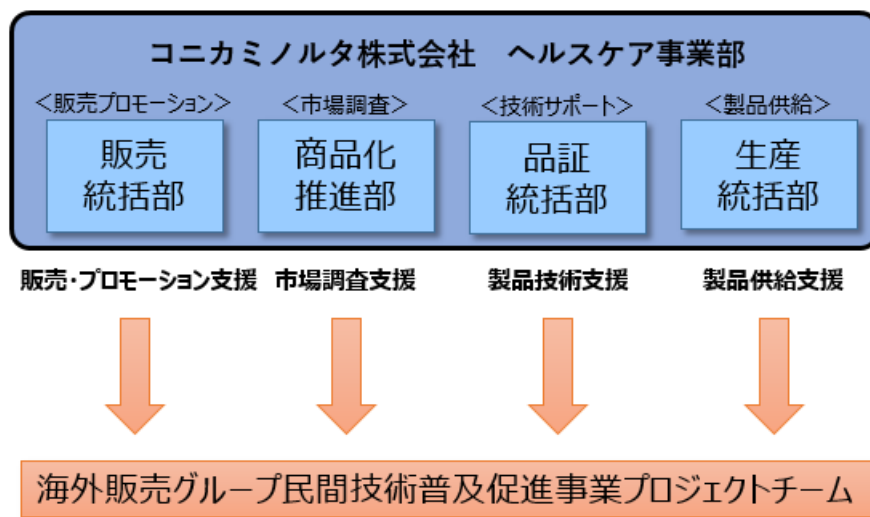 コニカミノルタ株式会社　ヘルスケア事業部
＜販売プロモーション＞ ＜市場調査＞ ＜技術サポート＞ ＜製品供給＞
販売 商品化 品証 生産
統括部 推進部 統括部 統括部
販売・プロモーション支援 市場調査支援 製品技術支援 製品供給支援
海外販売グループ民間技術普及促進事業プロジェクトチーム